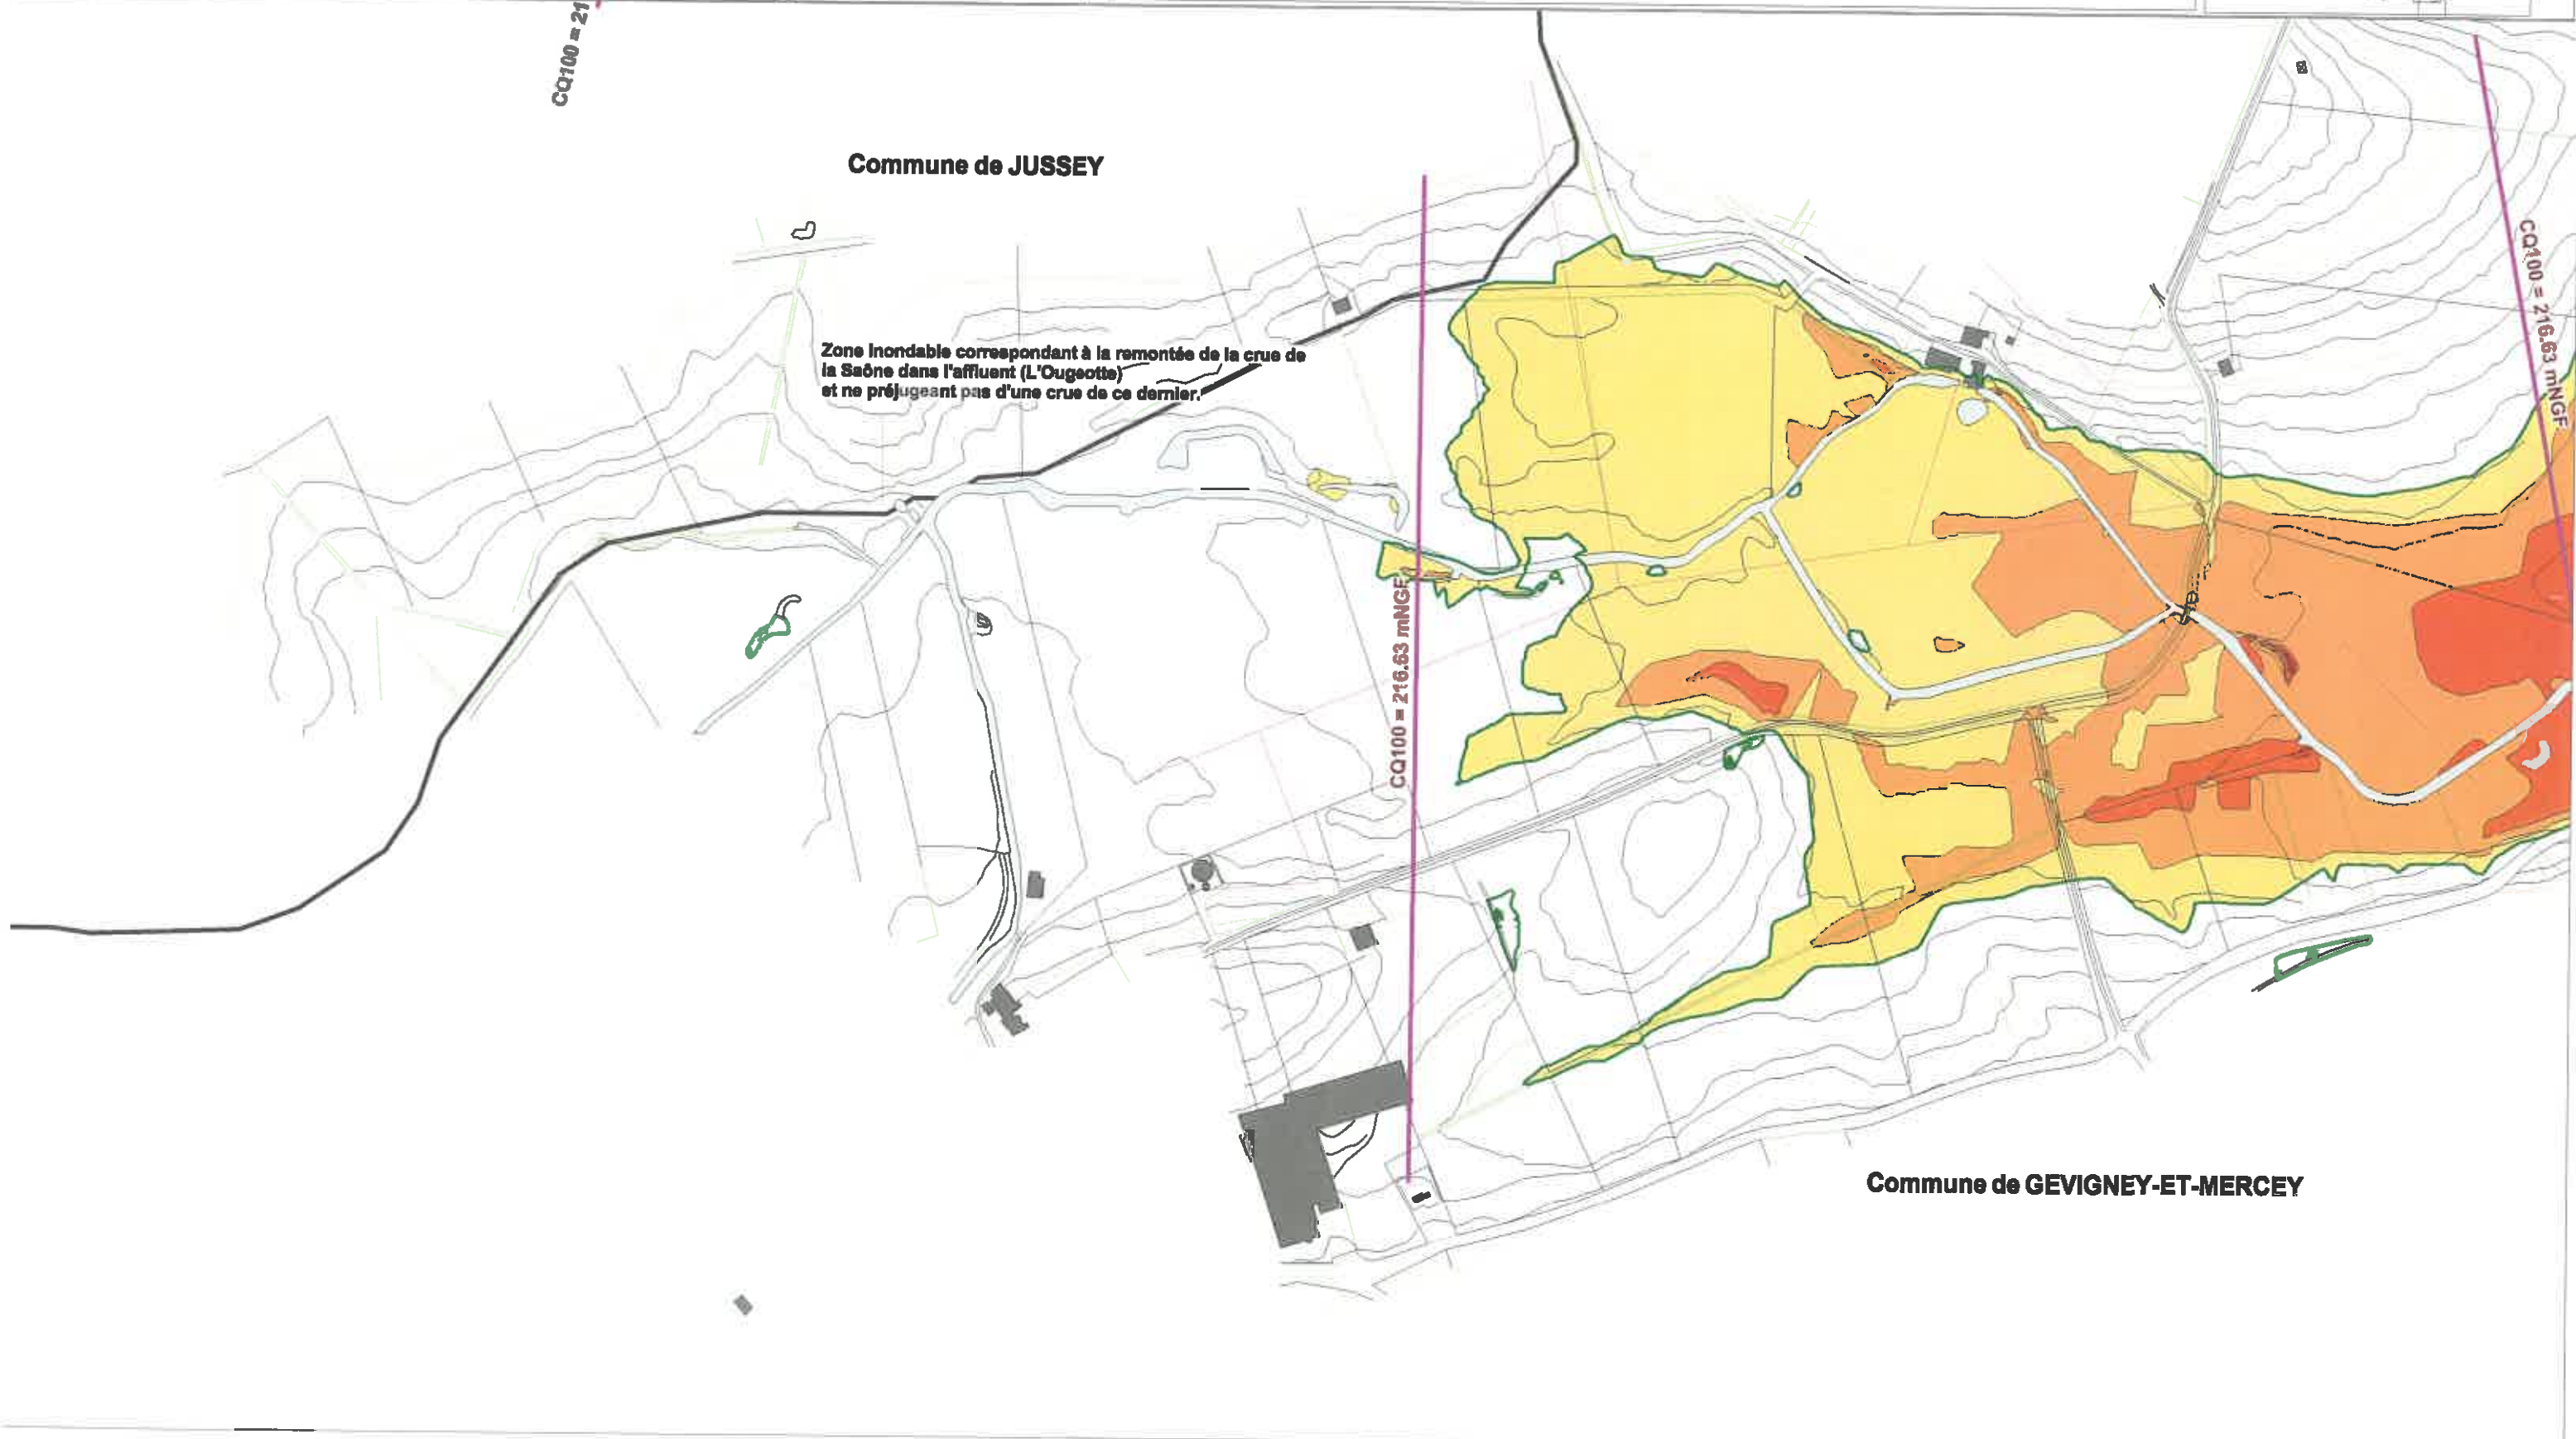 CQ100 = 21
Commune de JUSSEY
CQ100 = 216.63 mNGF
Zone Inondable correspondant à la remontée de la crue de
la Saône dans l'affluent (L'Ougeotte)
et ne préjugeant pas d'une crue de ce dernier.
CQ100 = 216.63 mNGF
Commune de GEVIGNEY-ET-MERCEY